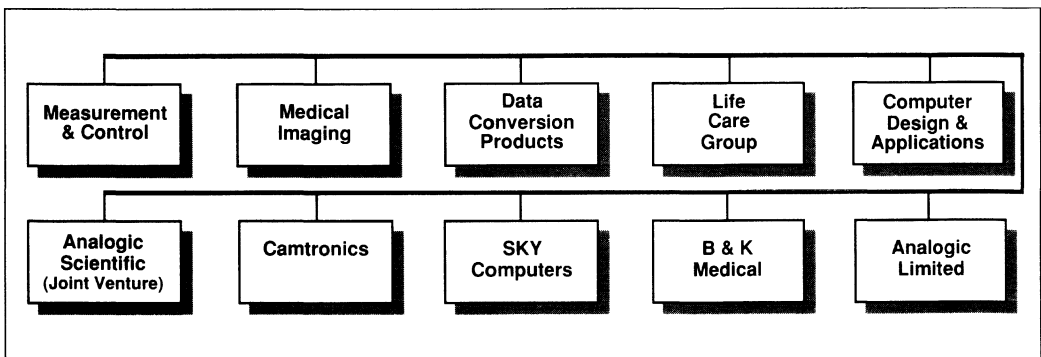 Measurement
& Control
Medical
Imaging
Data
Conversion
Products
Life
Care
Group
Computer
Design &
Applications
Analogic
Scientific
(Joint Venture)
Camtronics
SKY
Computers
B & K
Medical
Analogic
Limited